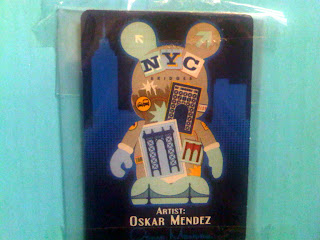 NYC
BRIDGES
ARTIST:
OSKAR MENDEZ